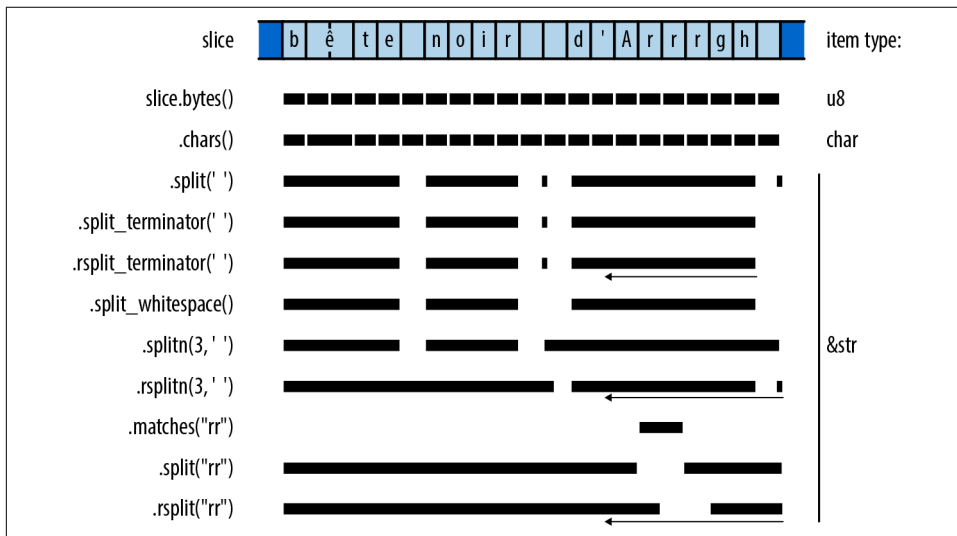 slice b ê t e n o i r d ' A r r r g h item type:
slice.bytes() u8
.chars() char
.split(' ')
.split_terminator(' ')
.rsplit_terminator(' ')
.split_whitespace()
.splitn(3, ' ') &str
.rsplitn(3, ' ')
.matches("rr")
.split("rr")
.rsplit("rr")